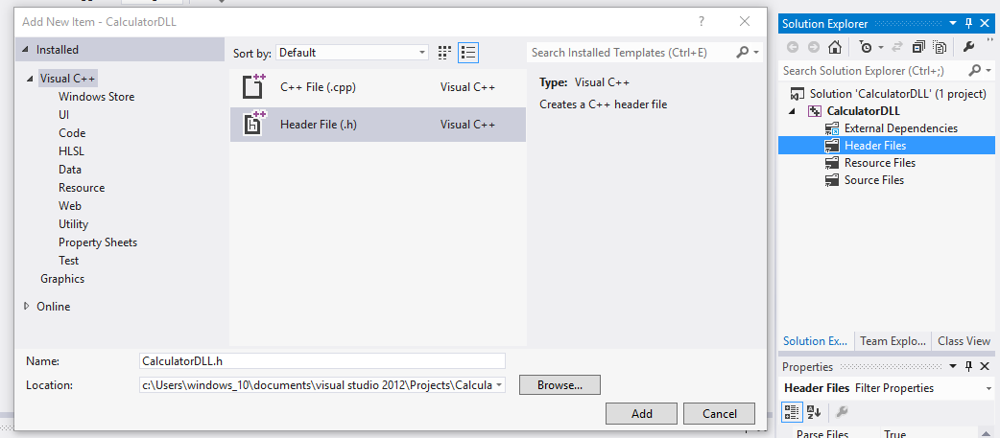 Add New Item - CalculatorDLL
?
Installed
Visual C++
Windows Store
UI
Code
HLSL
Data
Resource
Web
Utility
Property Sheets
Test
Graphics
Online
Sort by: Default
C++ File (.cpp) Visual C++
Header File (.h) Visual C++
Search Installed Templates (Ctrl+E)
Type: Visual C++
Creates a C++ header file
Name: CalculatorDLL.h
Location: c:\Users\windows_10\documents\visual studio 2012\Projects\Calcula
Browse...
Add Cancel
Solution Explorer
Search Solution Explorer (Ctrl+;)
Solution 'CalculatorDLL' (1 project)
CalculatorDLL
External Dependencies
Header Files
Resource Files
Source Files
Solution Ex... Team Explo... Class View
Properties
Header Files Filter Properties
Parse Files True